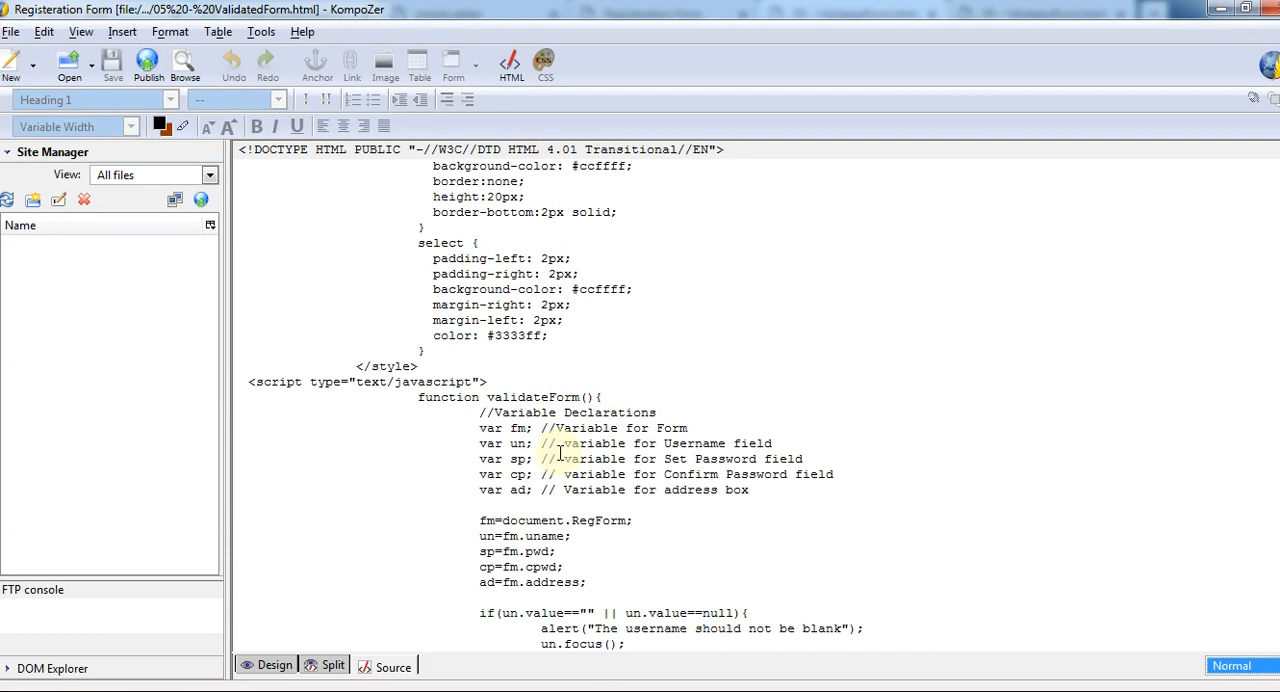 Registeration Form [file:/.../05%20-%20ValidatedForm.html] - KompoZer
File Edit View Insert Format Table Tools Help
New Open Save Publish Browse Undo Redo Anchor Link Image Table Form HTML CSS
Heading 1 --
Variable Width
Site Manager
View: All files
Name
FTP console
DOM Explorer
<!DOCTYPE HTML PUBLIC "-//W3C//DTD HTML 4.01 Transitional//EN">
background-color: #ccffff;
border:none;
height:20px;
border-bottom:2px solid;
}
select {
padding-left: 2px;
padding-right: 2px;
background-color: #ccffff;
margin-right: 2px;
margin-left: 2px;
color: #3333ff;
}
</style>
<script type="text/javascript">
function validateForm(){
//Variable Declarations
var fm; //Variable for Form
var un; // variable for Username field
var sp; // variable for Set Password field
var cp; // variable for Confirm Password field
var ad; // Variable for address box
fm=document.RegForm;
un=fm.uname;
sp=fm.pwd;
cp=fm.cpwd;
ad=fm.address;
if(un.value=="" || un.value==null){
alert("The username should not be blank");
un.focus();
Design Split Source
Normal